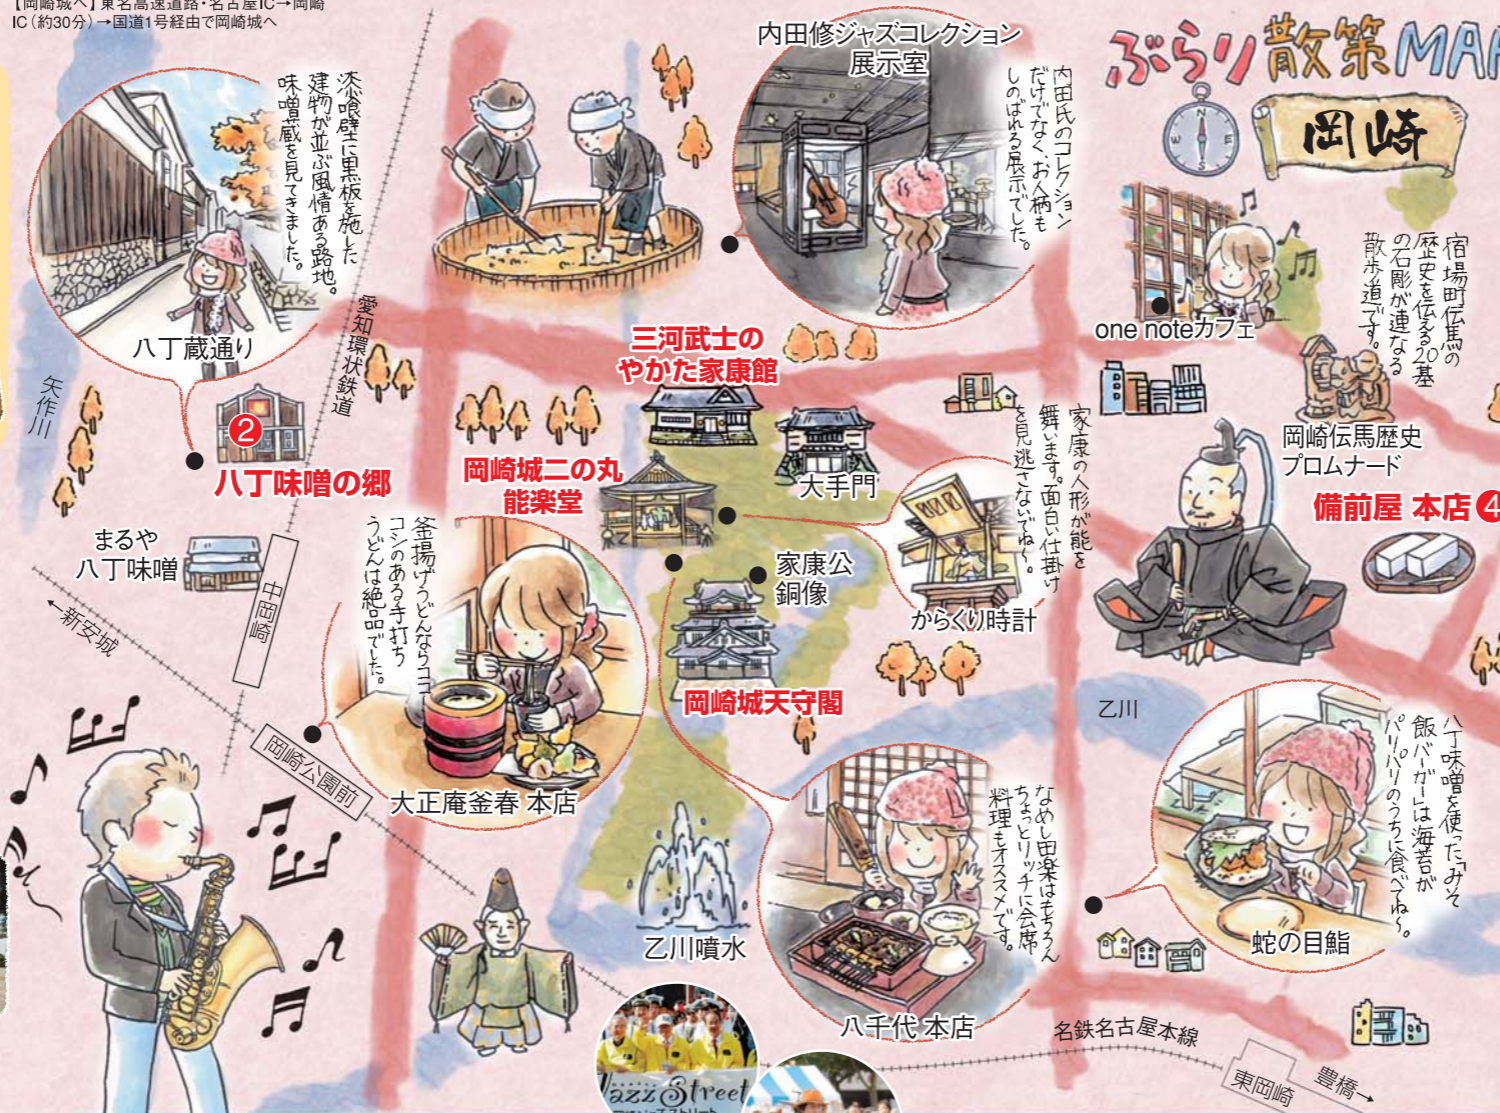 【岡崎城へ】東名高速道路・名古屋IC→岡崎
IC(約30分)→国道1号経由で岡崎城へ
ぶらり散策MAP
岡崎
N
E
S
W
内田修ジャズコレクション
展示室
内田氏のコレクション
だけでなく、お人柄も
しのばれる展示でした。
漆喰壁に黒板を施した
建物が並ぶ風情ある路地。
味噌蔵を見てきました。
八丁蔵通り
愛知環状鉄道
矢作川
2
八丁味噌の郷
まるや
八丁味噌
中岡崎
←新安城
岡崎公園前
三河武士の
やかた家康館
岡崎城二の丸
能楽堂
大手門
家康公
銅像
岡崎城天守閣
家康の人形が能を
舞います。面白い仕掛け
を見逃さないでね〜。
からくり時計
one noteカフェ
宿場町伝馬の
歴史を伝える20基
の石彫が連なる
散歩道です。
岡崎伝馬歴史
プロムナード
備前屋 本店 4
釜揚げうどんならココ!
コシのある手打ち
うどんは絶品でした。
大正庵釜春 本店
乙川
乙川噴水
なめし田楽はもちろん
ちょっとリッチに会席
料理もオススメです。
八千代 本店
八丁味噌を使った「みそ
飯バーガー」は海苔が
パリパリのうちに食べてね〜。
蛇の目鮨
名鉄名古屋本線
東岡崎
豊橋→
Jazz Street